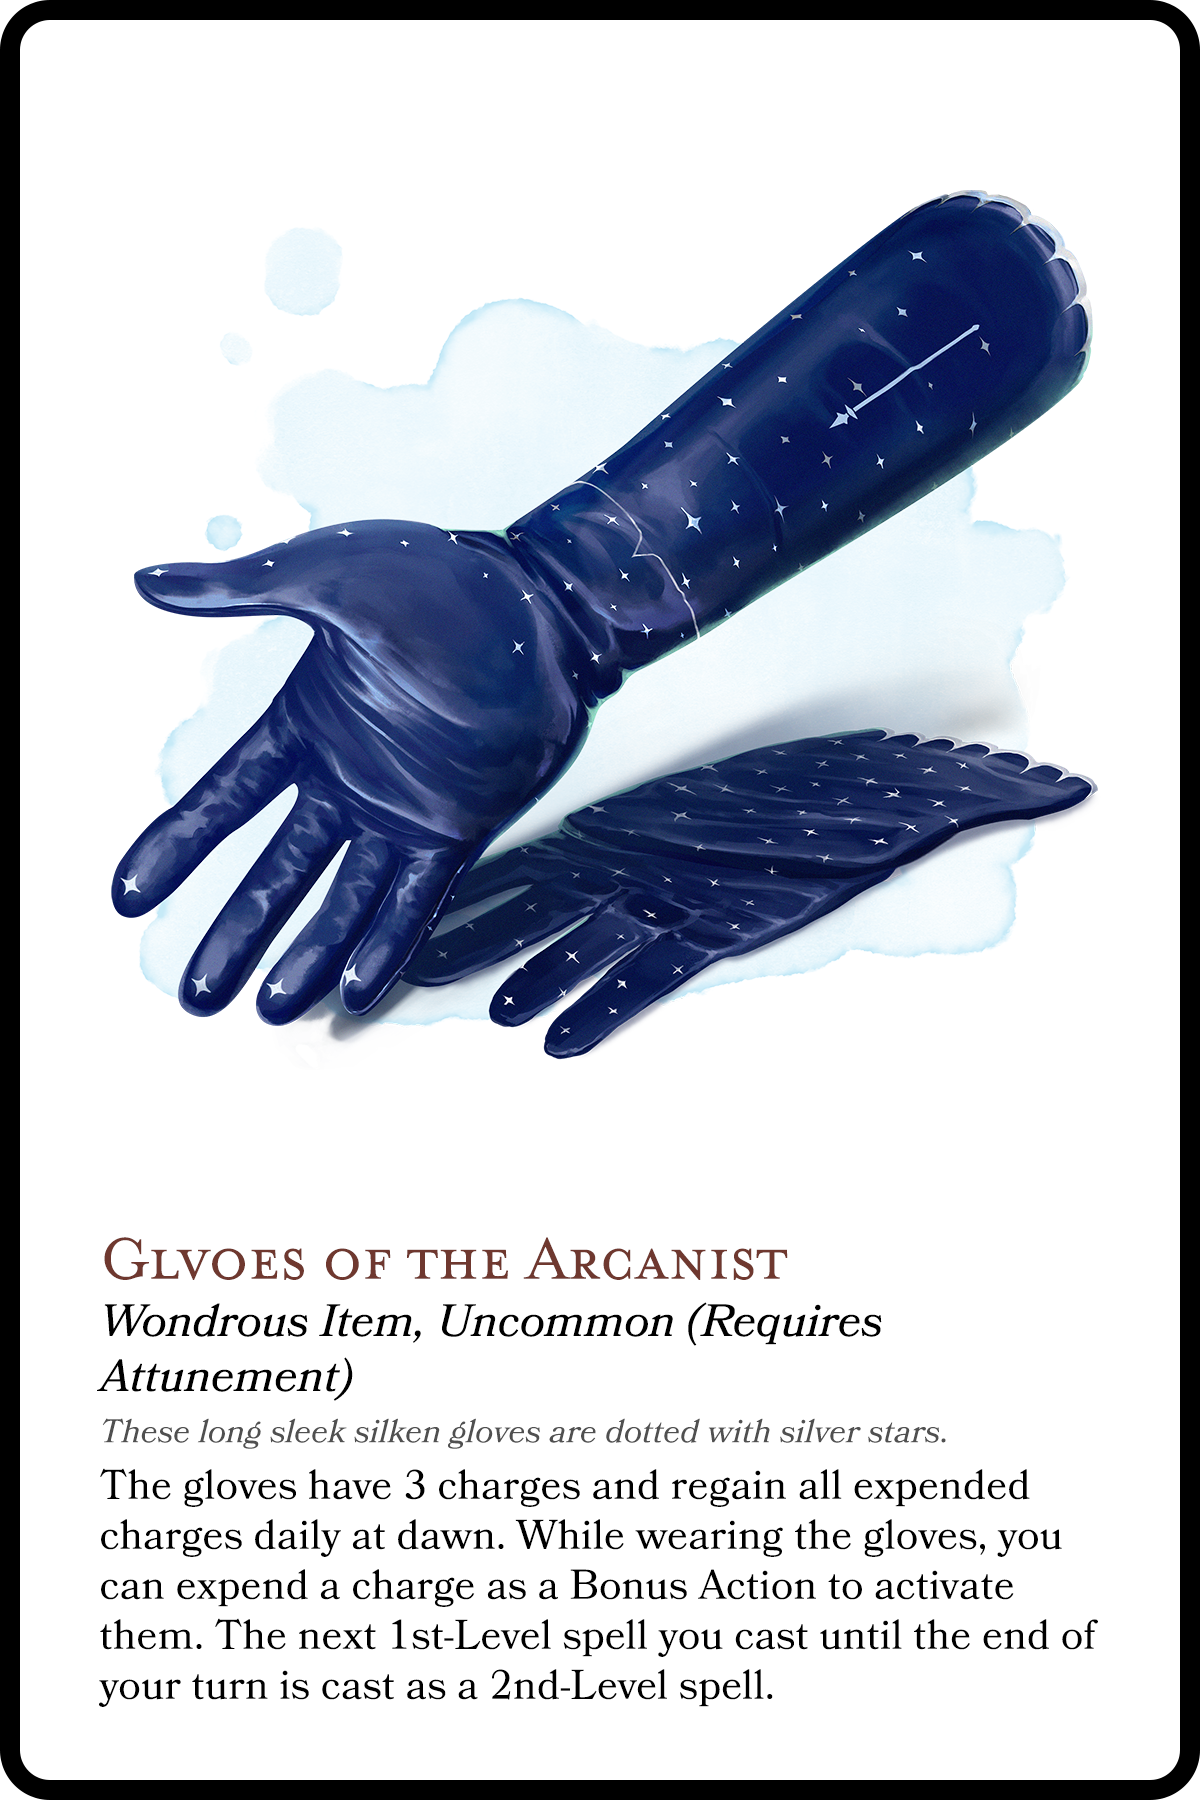 Glvoes of the Arcanist
Wondrous Item, Uncommon (Requires
Attunement)
These long sleek silken gloves are dotted with silver stars.
The gloves have 3 charges and regain all expended
charges daily at dawn. While wearing the gloves, you
can expend a charge as a Bonus Action to activate
them. The next 1st-Level spell you cast until the end of
your turn is cast as a 2nd-Level spell.